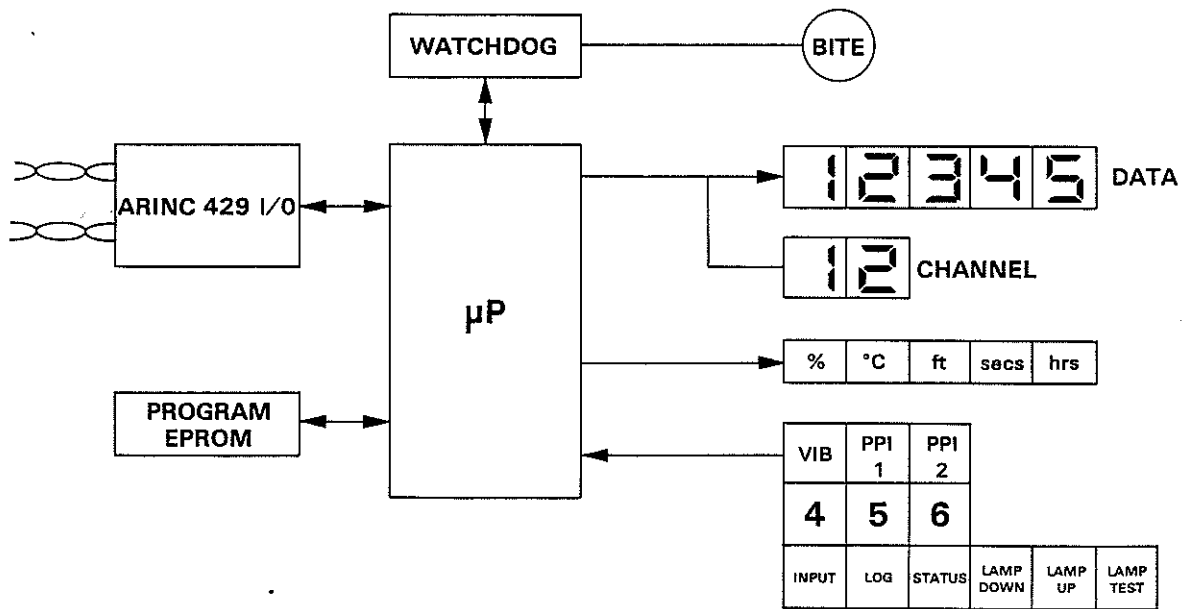 WATCHDOG
BITE
ARINC 429 I/O
12345
DATA
12
CHANNEL
µP
% °C ft secs hrs
PROGRAM
EPROM
VIB PPI PPI
1 2
4 5 6
INPUT LOG STATUS LAMP LAMP LAMP
DOWN UP TEST